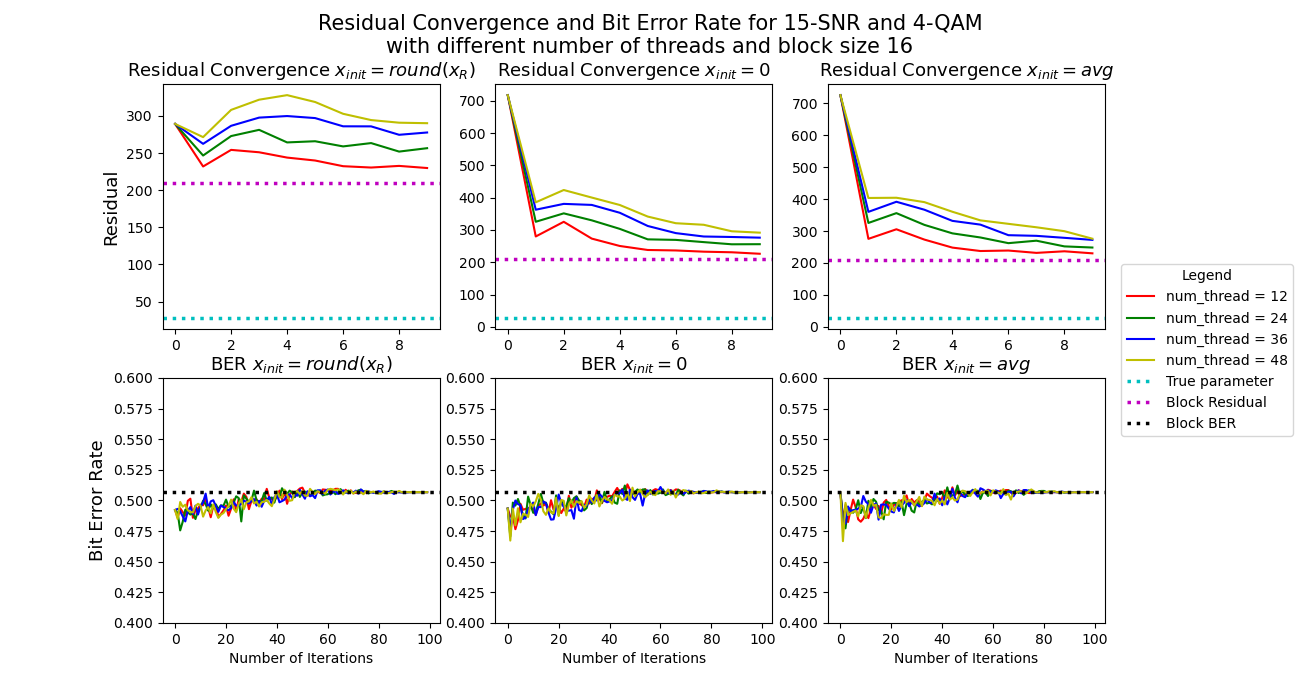 Residual Convergence and Bit Error Rate for 15-SNR and 4-QAM
with different number of threads and block size 16
Residual Convergence x_init = round(x_R)
Residual
300
250
200
150
100
50
0 2 4 6 8
Residual Convergence x_init = 0
700
600
500
400
300
200
100
0
0 2 4 6 8
Residual Convergence x_init = avg
700
600
500
400
300
200
100
0
0 2 4 6 8
Legend
num_thread = 12
num_thread = 24
num_thread = 36
num_thread = 48
True parameter
Block Residual
Block BER
BER x_init = round(x_R)
Bit Error Rate
0.600
0.575
0.550
0.525
0.500
0.475
0.450
0.425
0.400
0 20 40 60 80 100
Number of Iterations
BER x_init = 0
0.600
0.575
0.550
0.525
0.500
0.475
0.450
0.425
0.400
0 20 40 60 80 100
Number of Iterations
BER x_init = avg
0.600
0.575
0.550
0.525
0.500
0.475
0.450
0.425
0.400
0 20 40 60 80 100
Number of Iterations